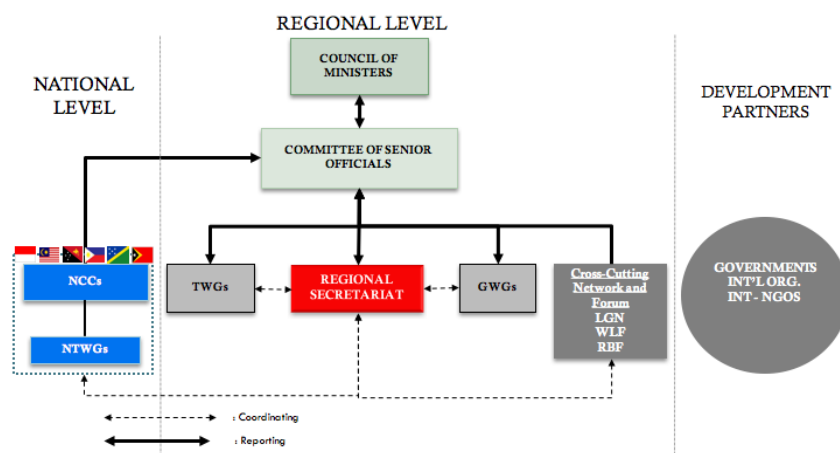 REGIONAL LEVEL
COUNCIL OF
MINISTERS
NATIONAL
LEVEL
DEVELOPMENT
PARTNERS
COMMITTEE OF SENIOR
OFFICIALS
NCCs
NTWGs
TWGs
REGIONAL
SECRETARIAT
GWGs
Cross-Cutting
Network and
Forum
LGN
WLF
RBF
GOVERNMENTS
INT'L ORG.
INT - NGOS
: Coordinating
: Reporting